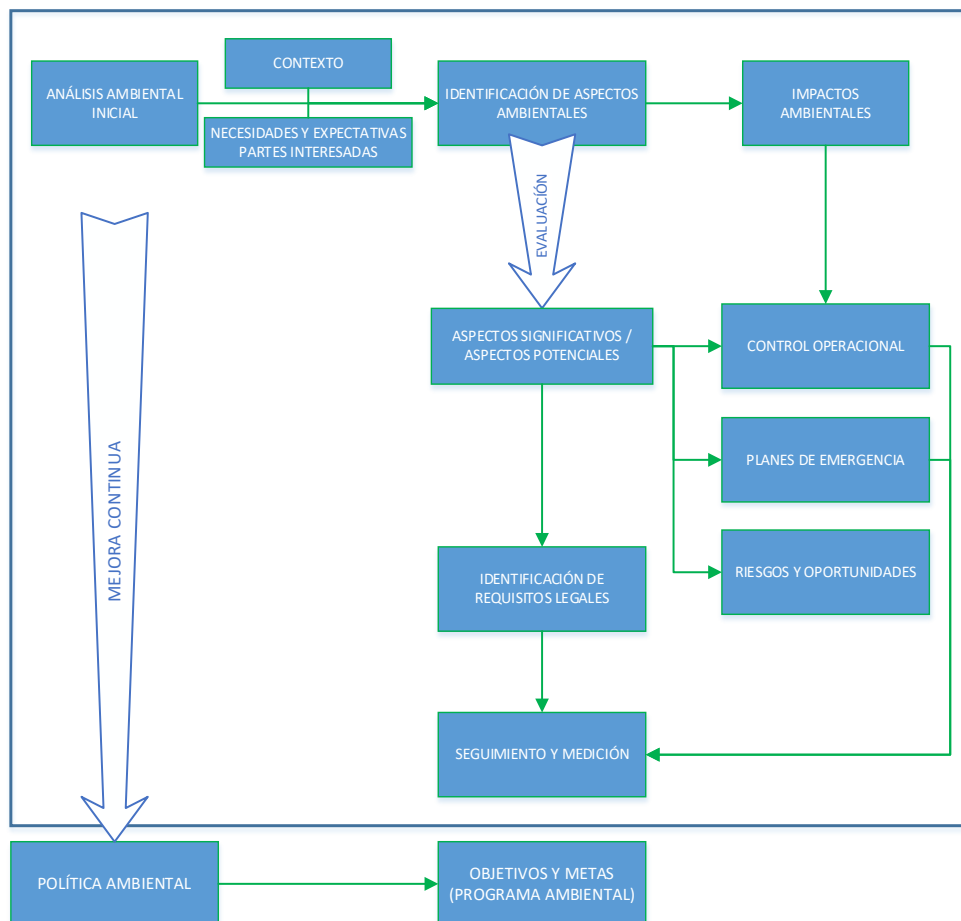 CONTEXTO
ANÁLISIS AMBIENTAL
INICIAL
NECESIDADES Y EXPECTATIVAS
PARTES INTERESADAS
IDENTIFICACIÓN DE ASPECTOS
AMBIENTALES
IMPACTOS
AMBIENTALES
EVALUACÍÓN
ASPECTOS SIGNIFICATIVOS /
ASPECTOS POTENCIALES
CONTROL OPERACIONAL
PLANES DE EMERGENCIA
MEJORA CONTINUA
IDENTIFICACIÓN DE
REQUISITOS LEGALES
RIESGOS Y OPORTUNIDADES
SEGUIMIENTO Y MEDICIÓN
POLÍTICA AMBIENTAL
OBJETIVOS Y METAS
(PROGRAMA AMBIENTAL)